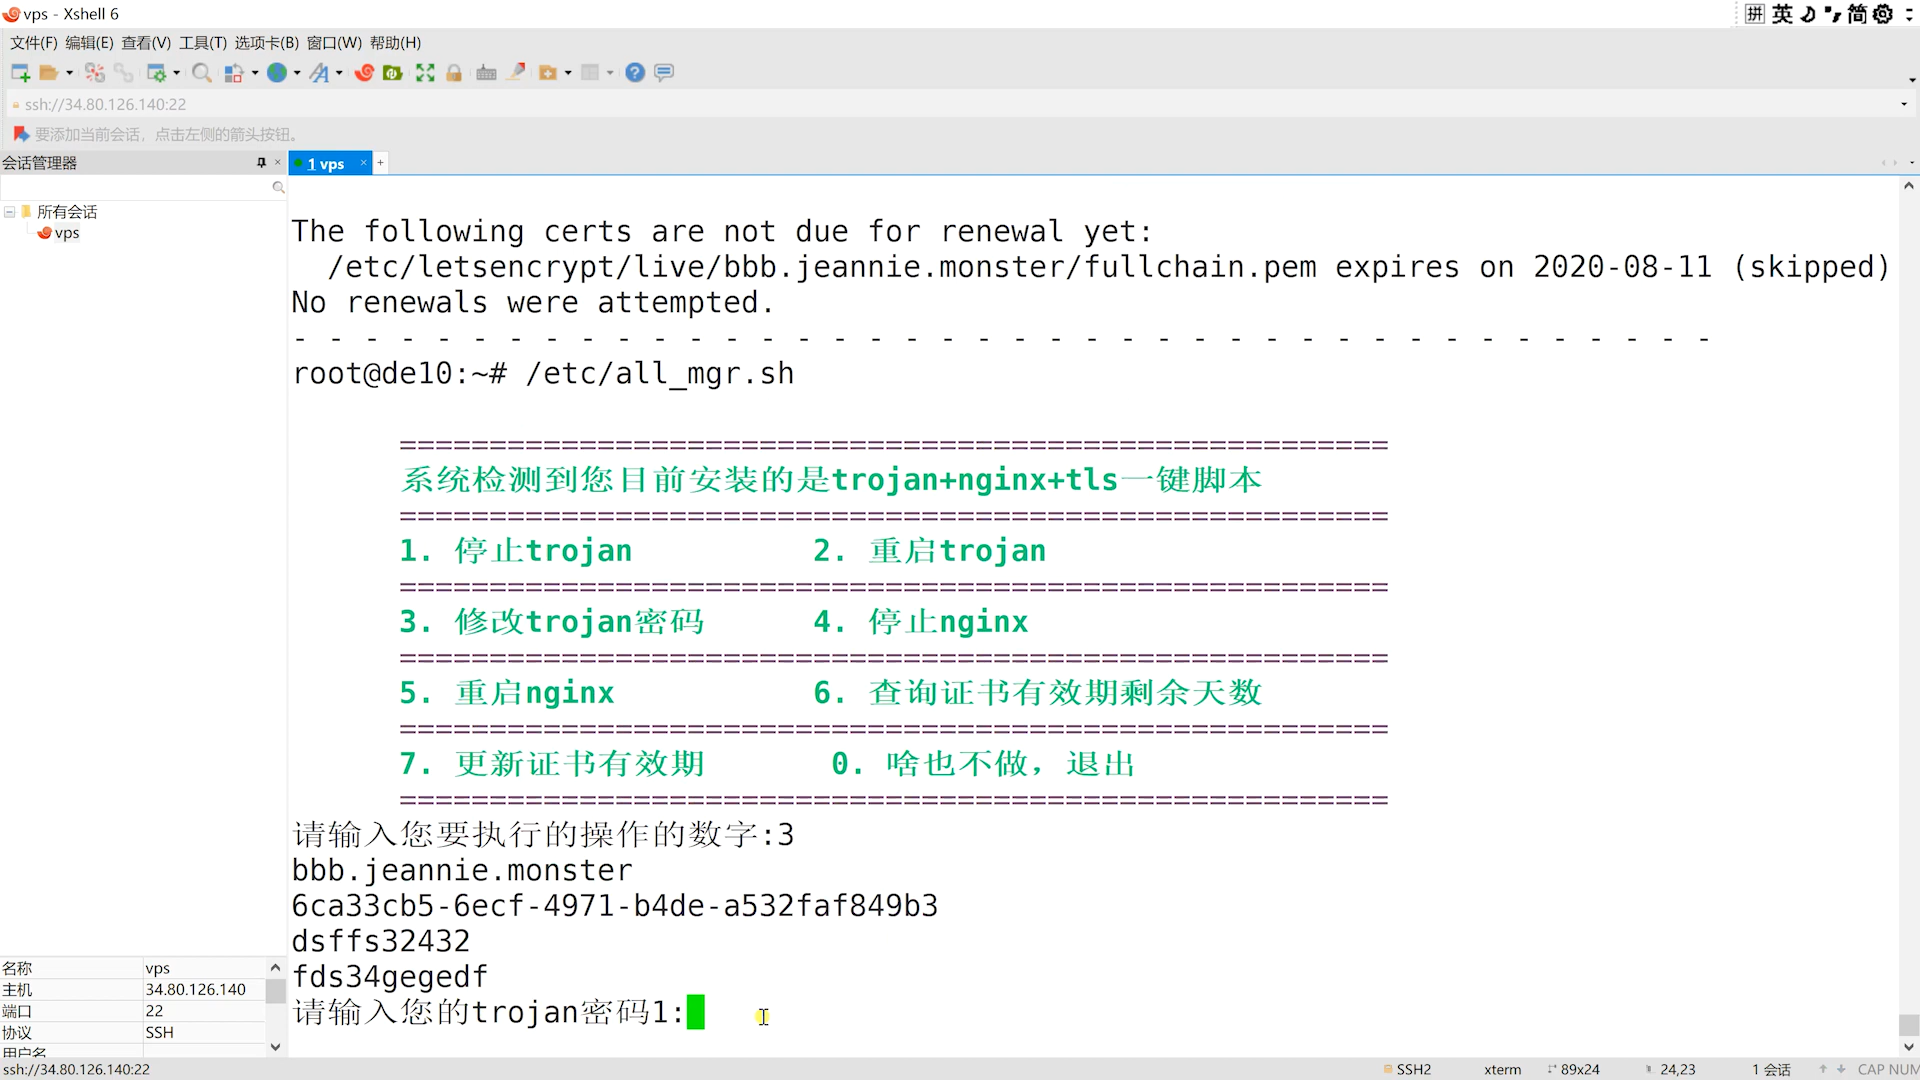 vps - Xshell 6
拼 英 简
文件(F) 编辑(E) 查看(V) 工具(T) 选项卡(B) 窗口(W) 帮助(H)
ssh://34.80.126.140:22
要添加当前会话，点击左侧的箭头按钮。
会话管理器
1 vps
所有会话
vps
The following certs are not due for renewal yet:
/etc/letsencrypt/live/bbb.jeannie.monster/fullchain.pem expires on 2020-08-11 (skipped)
No renewals were attempted.
- - - - - - - - - - - - - - - - - - - - - - - - - - - - - - - - - - - - - - - -
root@de10:~# /etc/all_mgr.sh
=======================================================
系统检测到您目前安装的是trojan+nginx+tls一键脚本
=======================================================
1. 停止trojan 2. 重启trojan
=======================================================
3. 修改trojan密码 4. 停止nginx
=======================================================
5. 重启nginx 6. 查询证书有效期剩余天数
=======================================================
7. 更新证书有效期 0. 啥也不做，退出
=======================================================
请输入您要执行的操作的数字:3
bbb.jeannie.monster
6ca33cb5-6ecf-4971-b4de-a532faf849b3
dsffs32432
fds34gegedf
请输入您的trojan密码1:
名称 vps
主机 34.80.126.140
端口 22
协议 SSH
用户名
ssh://34.80.126.140:22 SSH2 xterm 89x24 24,23 1 会话 CAP NUM